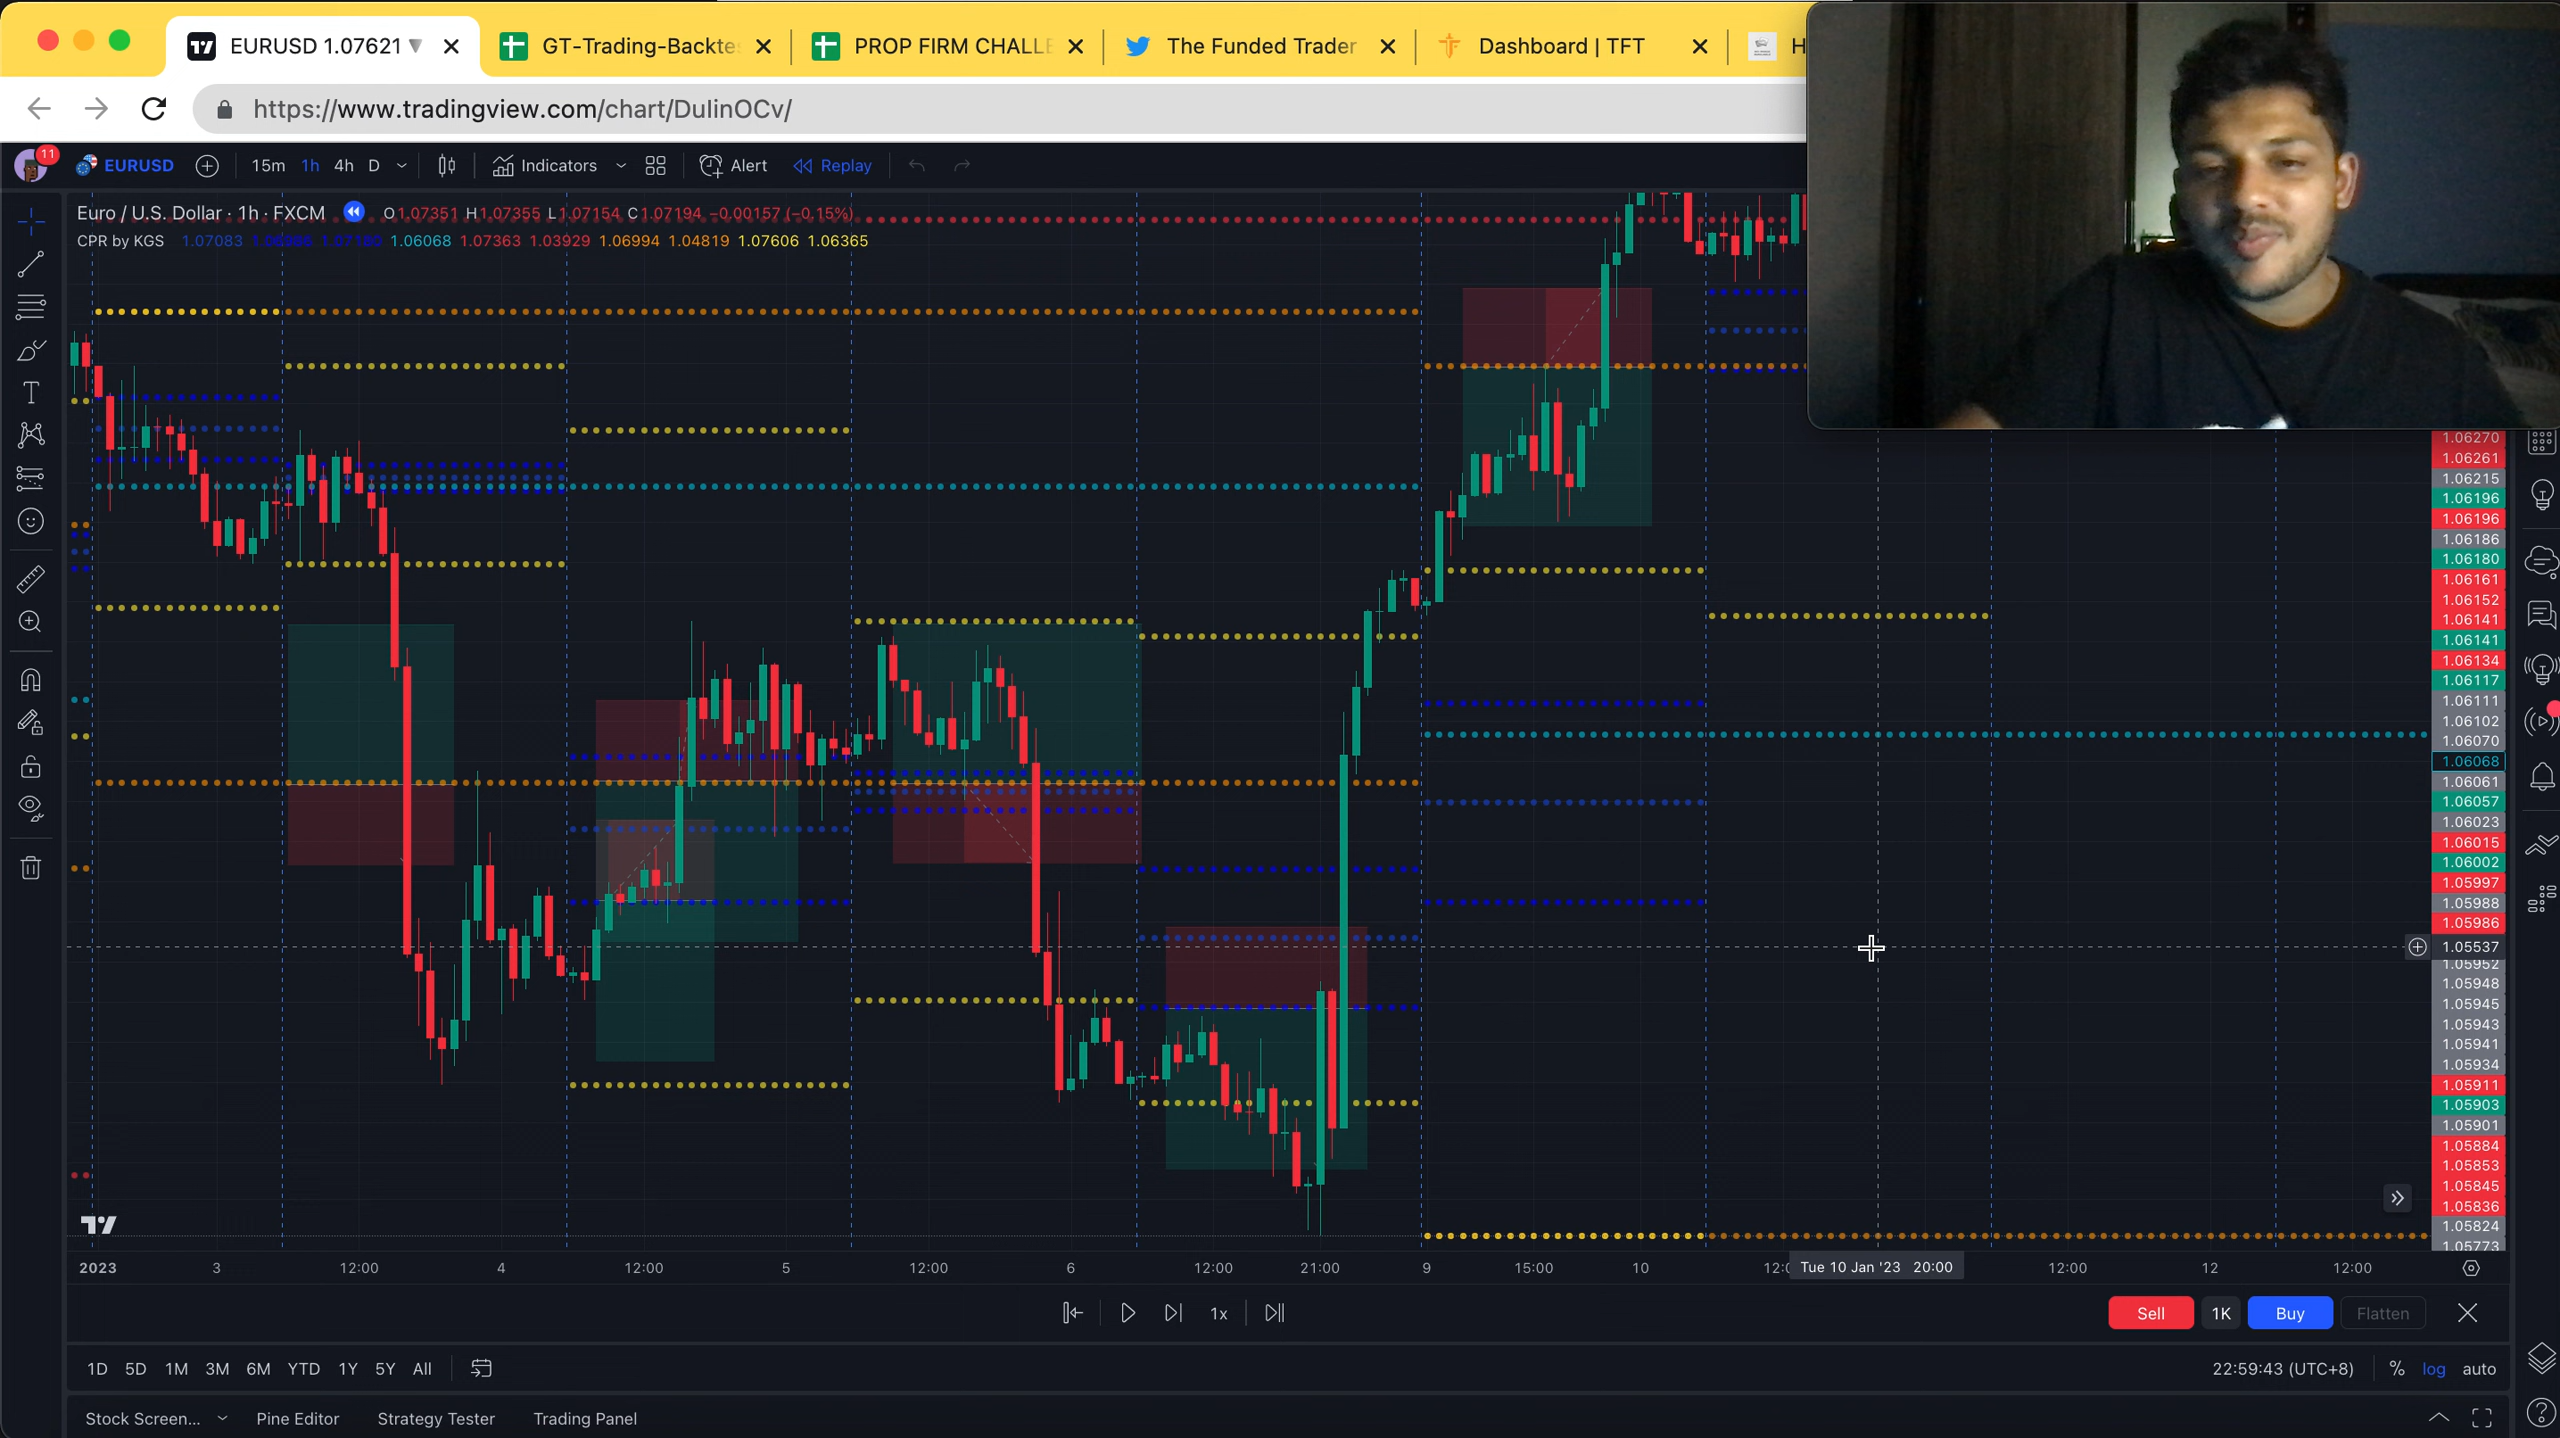 EURUSD 1.07621
GT-Trading-Backte
PROP FIRM CHALLE
The Funded Trader
Dashboard | TFT
H
https://www.tradingview.com/chart/DulinOCv/
11
EURUSD
15m 1h 4h D
Indicators
Alert
Replay
Euro / U.S. Dollar · 1h · FXCM O1.07351 H1.07355 L1.07154 C1.07194 −0.00157 (−0.15%)
CPR by KGS 1.07083 1.06068 1.07363 1.03929 1.06994 1.04819 1.07606 1.06365
1.06270
1.06261
1.06215
1.06196
1.06196
1.06186
1.06180
1.06161
1.06152
1.06141
1.06141
1.06134
1.06117
1.06111
1.06102
1.06070
1.06068
1.06061
1.06057
1.06023
1.06015
1.06002
1.05997
1.05988
1.05986
1.05537
1.05952
1.05948
1.05945
1.05943
1.05941
1.05934
1.05911
1.05903
1.05901
1.05884
1.05853
1.05845
1.05836
1.05824
1.05773
2023 3 12:00 4 12:00 5 12:00 6 12:00 21:00 9 15:00 10 Tue 10 Jan '23 20:00 12:00 12 12:00
1x
Sell 1K Buy Flatten
1D 5D 1M 3M 6M YTD 1Y 5Y All
22:59:43 (UTC+8) % log auto
Stock Screen... Pine Editor Strategy Tester Trading Panel